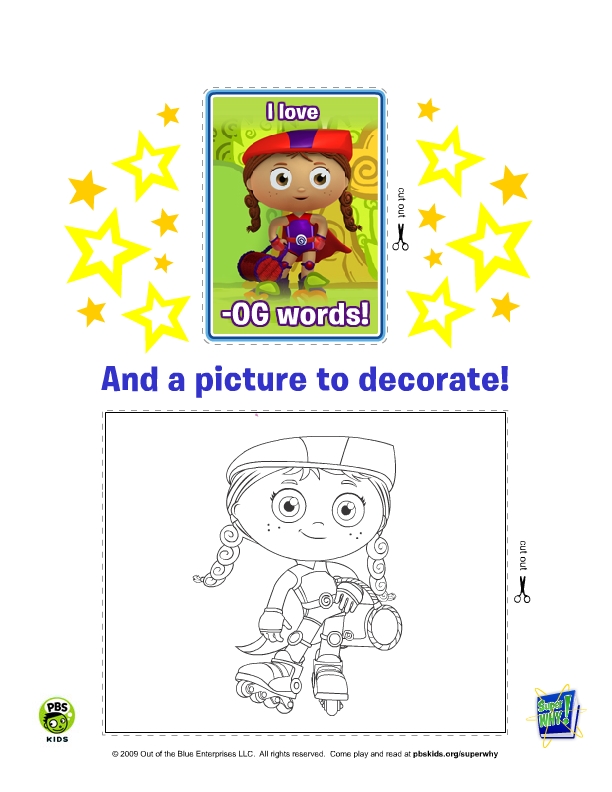 I love
-OG words!
cut out
And a picture to decorate!
cut out
PBS
KIDS
SUPER
WHY!
© 2009 Out of the Blue Enterprises LLC.  All rights reserved.  Come play and read at pbskids.org/superwhy